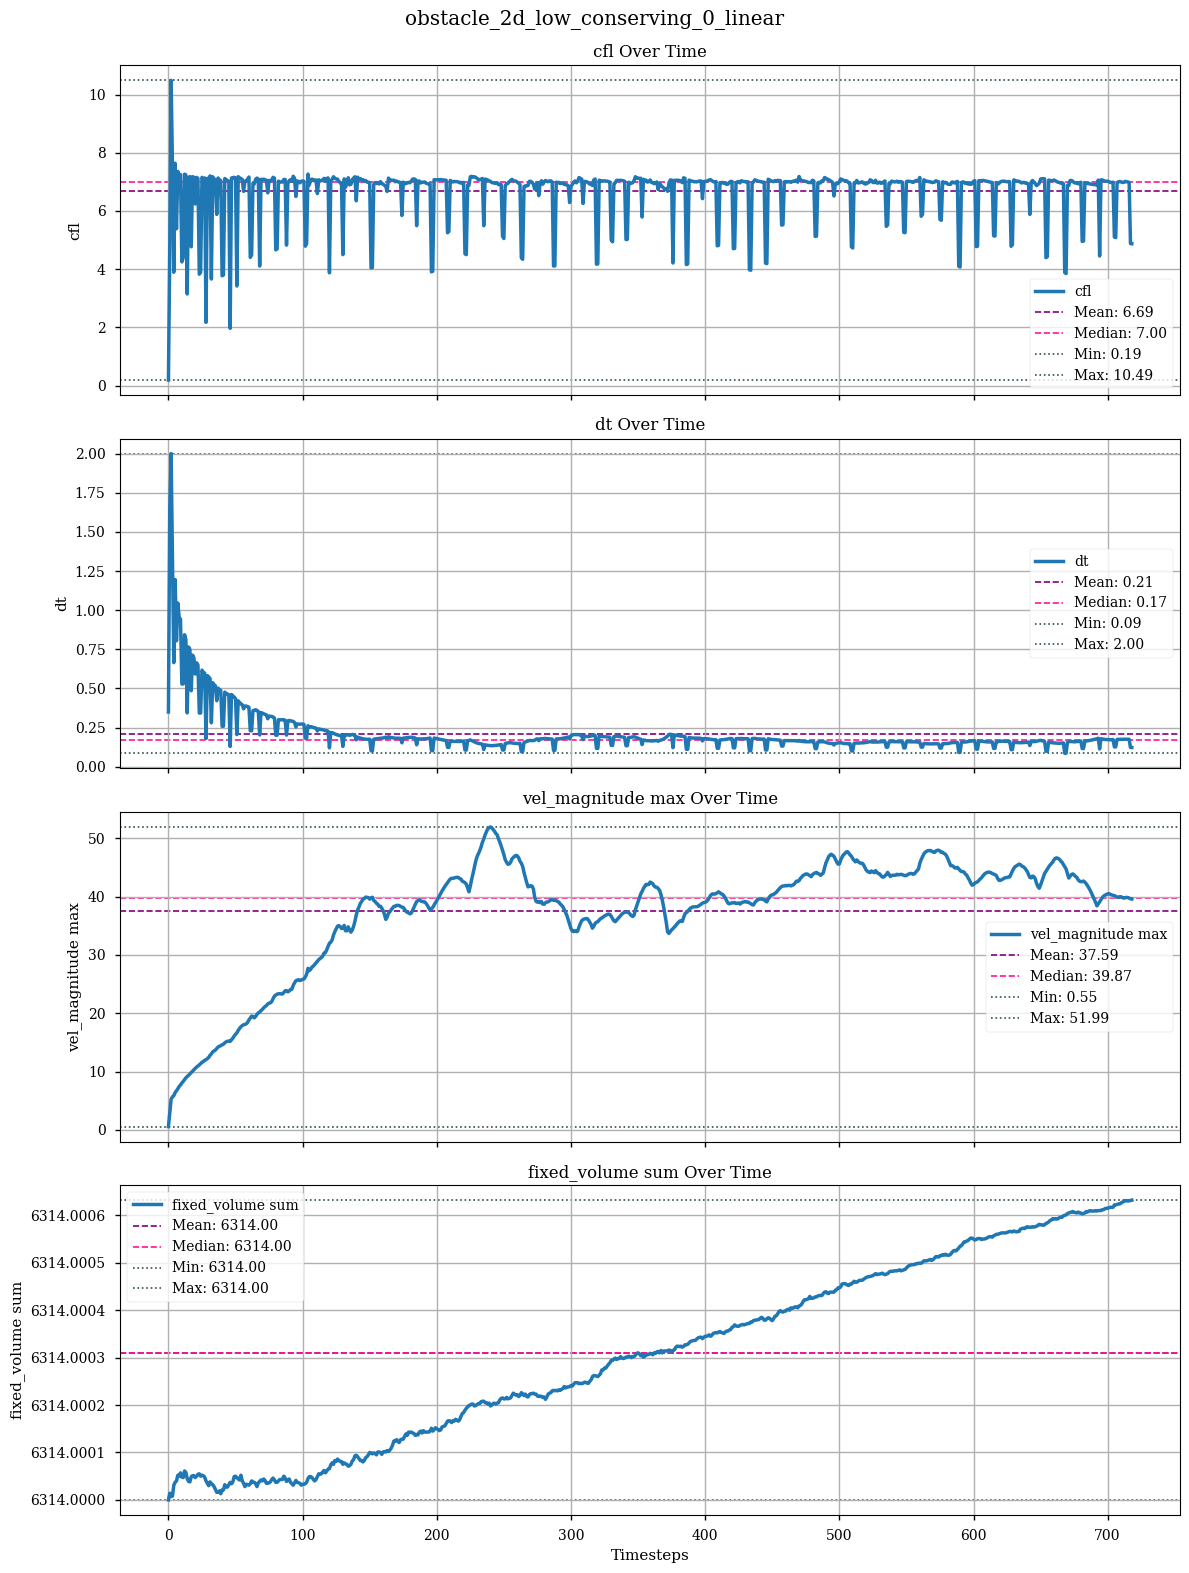 obstacle_2d_low_conserving_0_linear
cfl Over Time
cfl
10
8
6
4
2
0
cfl
Mean: 6.69
Median: 7.00
Min: 0.19
Max: 10.49
dt Over Time
dt
2.00
1.75
1.50
1.25
1.00
0.75
0.50
0.25
0.00
dt
Mean: 0.21
Median: 0.17
Min: 0.09
Max: 2.00
vel_magnitude max Over Time
vel_magnitude max
50
40
30
20
10
0
vel_magnitude max
Mean: 37.59
Median: 39.87
Min: 0.55
Max: 51.99
fixed_volume sum Over Time
fixed_volume sum
6314.0006
6314.0005
6314.0004
6314.0003
6314.0002
6314.0001
6314.0000
fixed_volume sum
Mean: 6314.00
Median: 6314.00
Min: 6314.00
Max: 6314.00
0 100 200 300 400 500 600 700
Timesteps